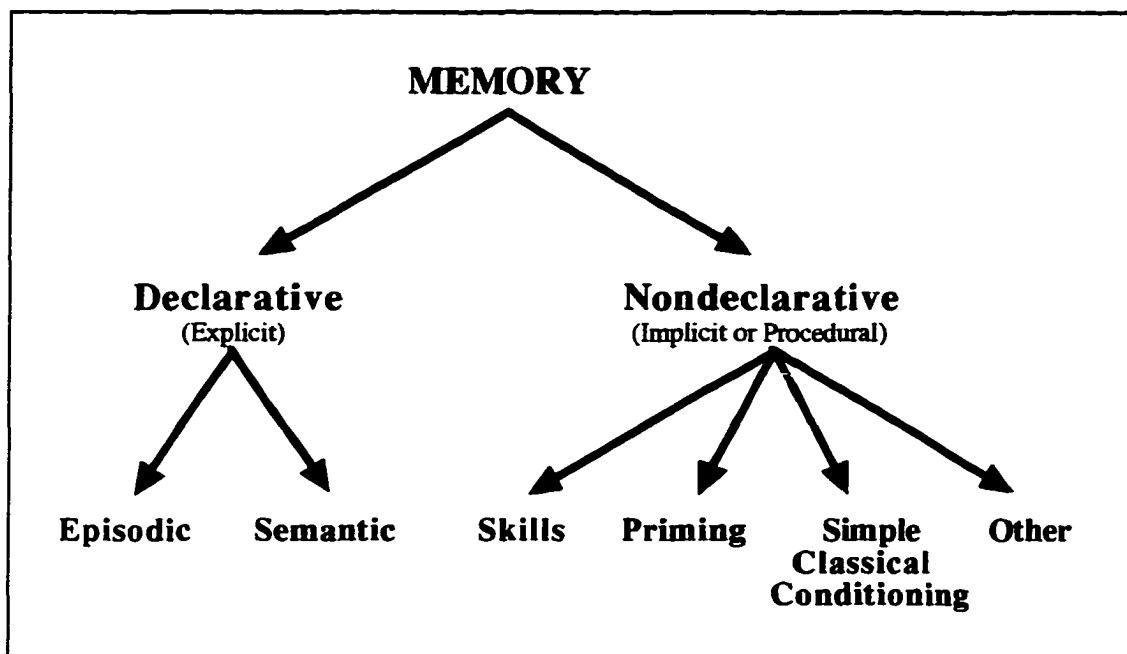 MEMORY
Declarative
(Explicit)
Nondeclarative
(Implicit or Procedural)
Episodic
Semantic
Skills
Priming
Simple
Classical
Conditioning
Other